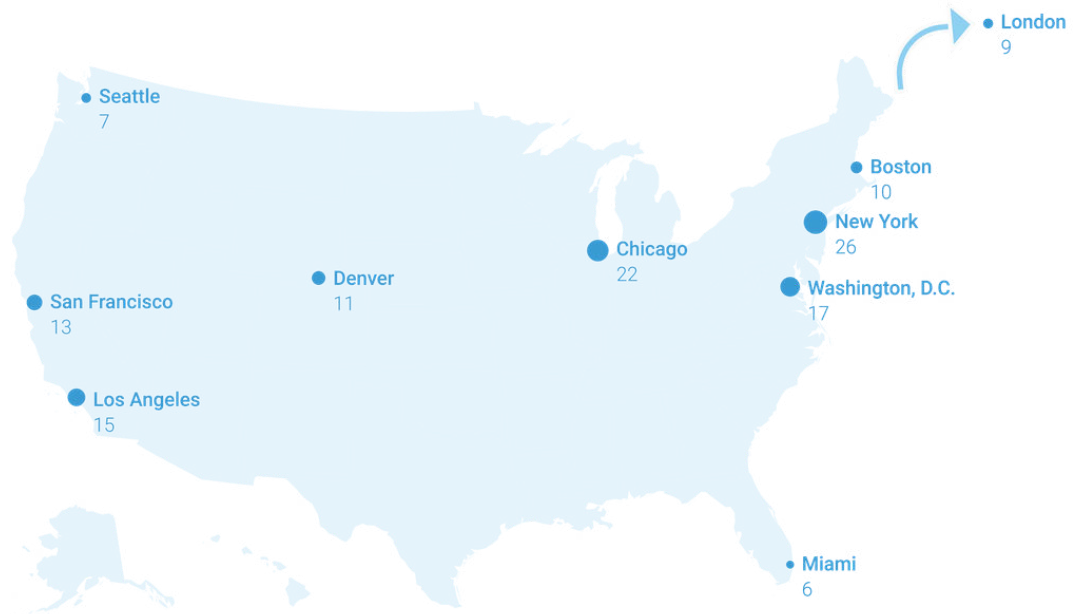 London
9
Seattle
7
Boston
10
New York
26
Chicago
22
Denver
11
Washington, D.C.
17
San Francisco
13
Los Angeles
15
Miami
6